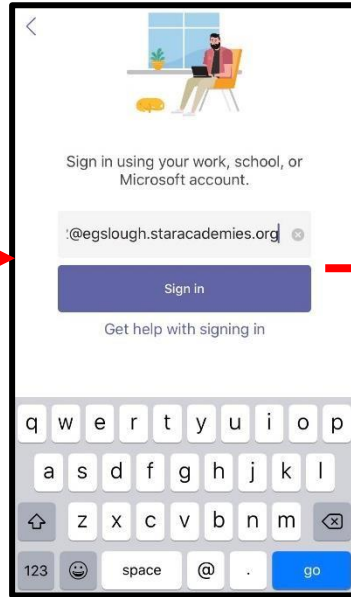 Sign in using your work, school, or
Microsoft account.
@egslough.staracademies.org
Sign in
Get help with signing in
q w e r t y u i o p
a s d f g h j k l
z x c v b n m
123 space @ . go